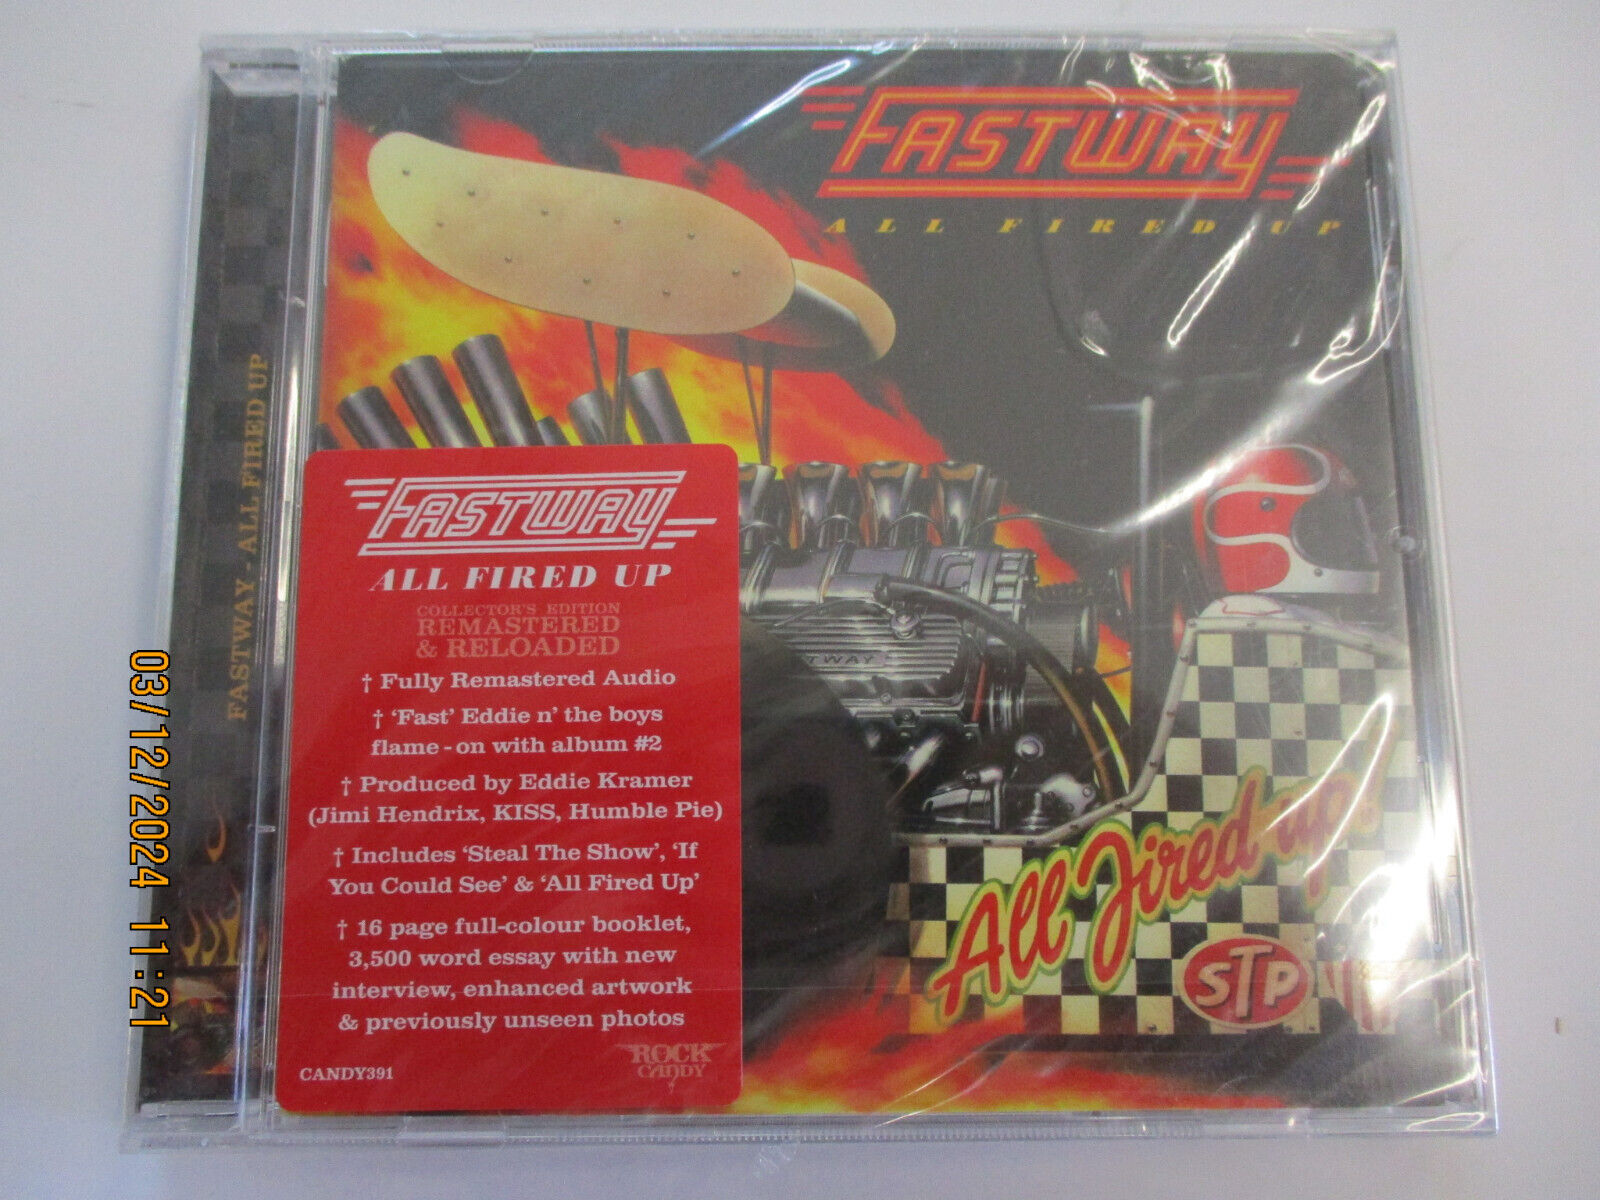 FASTWAY
ALL FIRED UP
FASTWAY - ALL FIRED UP
FASTWAY
ALL FIRED UP
COLLECTOR'S EDITION
REMASTERED
& RELOADED
† Fully Remastered Audio
† ‘Fast’ Eddie n’ the boys
flame - on with album #2
† Produced by Eddie Kramer
(Jimi Hendrix, KISS, Humble Pie)
† Includes ‘Steal The Show’, ‘If
You Could See’ & ‘All Fired Up’
† 16 page full-colour booklet,
3,500 word essay with new
interview, enhanced artwork
& previously unseen photos
CANDY391
ROCK
CANDY
TWAY
All Fired up!
STP
03/12/2024 11:21